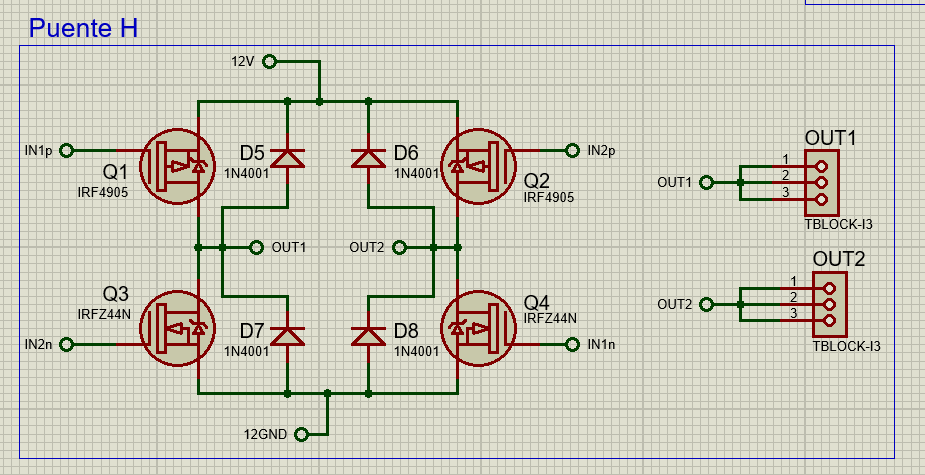 Puente H
12V
IN1p
Q1
IRF4905
D5
1N4001
D6
1N4001
Q2
IRF4905
IN2p
OUT1
OUT2
Q3
IRFZ44N
IN2n
D7
1N4001
D8
1N4001
Q4
IRFZ44N
IN1n
12GND
OUT1
OUT1
1
2
3
TBLOCK-I3
OUT2
OUT2
1
2
3
TBLOCK-I3